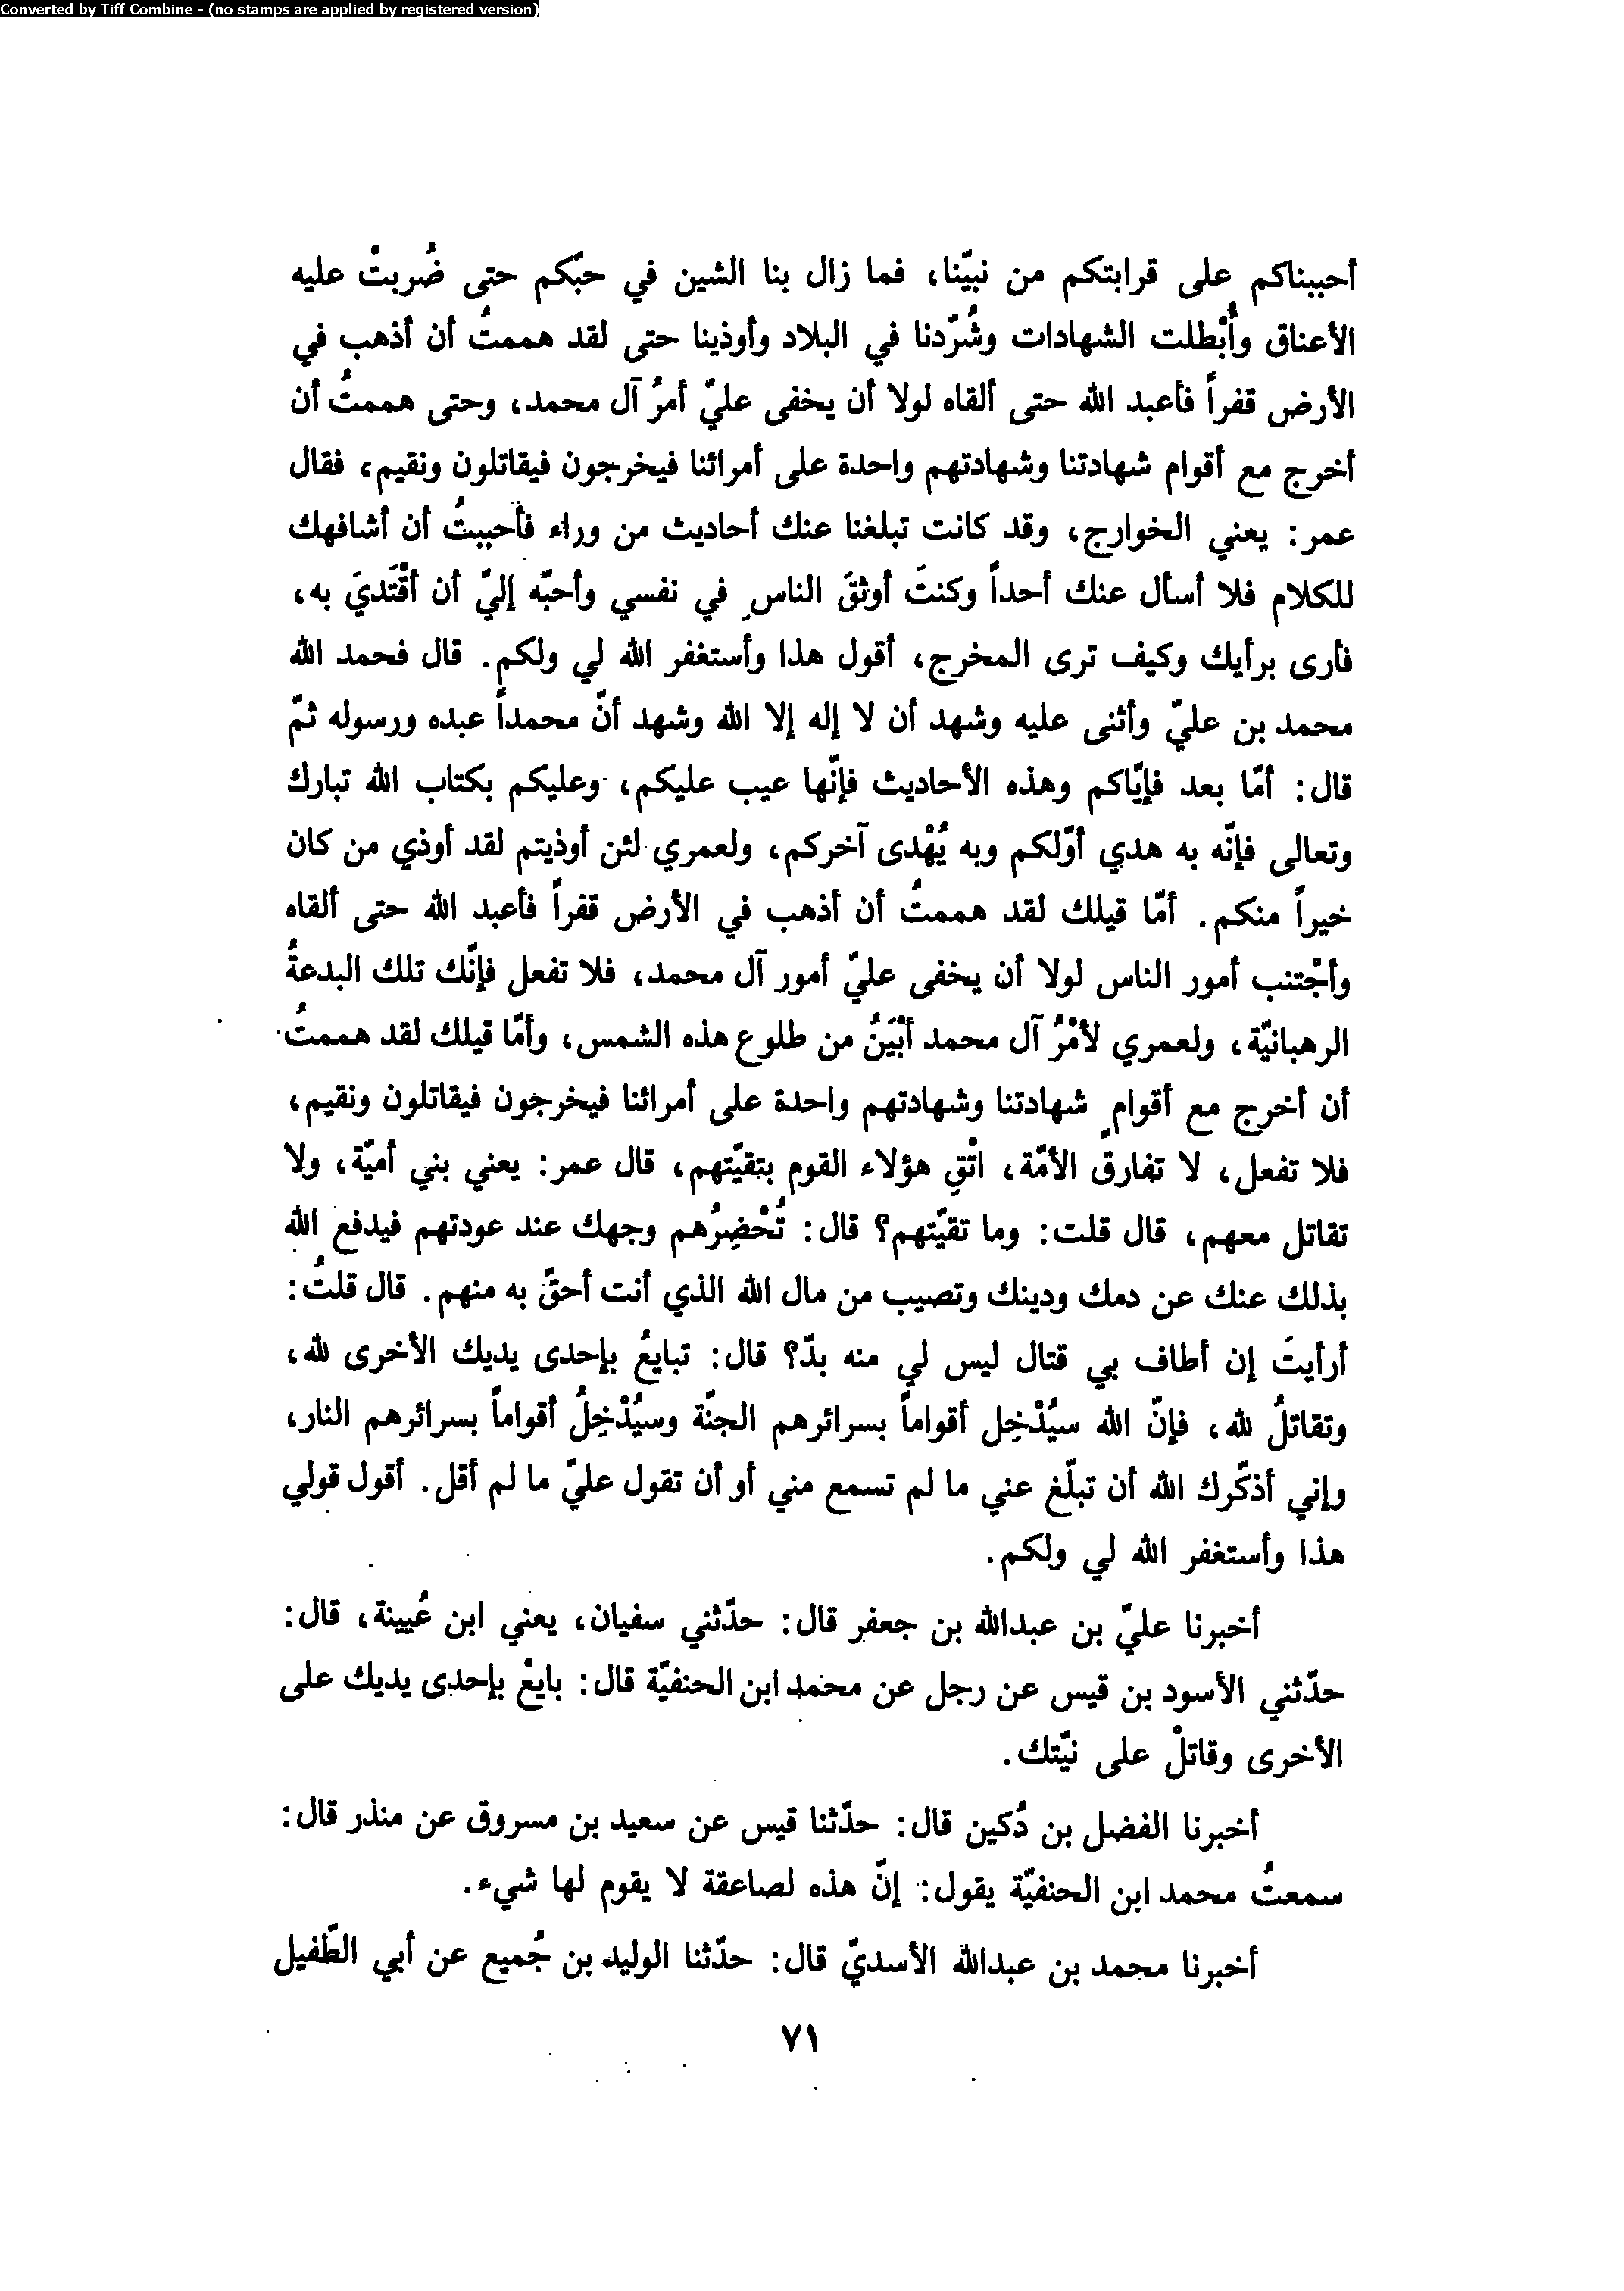 Converted by Tiff Combine - (no stamps are applied by registered version)
أحببناكم على قرابتكم من نبيّنا، فما زال بنا الشين في حبّكم حتى ضُربتْ عليه
الأعناق وأُبْطلت الشهادات وشُرّدنا في البلاد وأوذينا حتى لقد هممتُ أن أذهب في
الأرض قفراً فأعبد الله حتى ألقاه لولا أن يخفى عليّ أمرُ آل محمد، وحتى هممتُ أن
أخرج مع أقوام شهادتنا وشهادتهم واحدة على أمرائنا فيخرجون فيقاتلون ونقيم، فقال
عمر: يعني الخوارج، وقد كانت تبلغنا عنك أحاديث من وراء فأحببتُ أن أشافهك
للكلام فلا أسأل عنك أحداً وكنتَ أوثقَ الناسِ في نفسي وأحبّه إليّ أن أقْتَديَ به،
فأرى برأيك وكيف ترى المخرج، أقول هذا وأستغفر الله لي ولكم. قال فحمد الله
محمد بن عليّ وأثنى عليه وشهد أن لا إله إلا الله وشهد أنّ محمداً عبده ورسوله ثمّ
قال: أمّا بعد فإيّاكم وهذه الأحاديث فإنّها عيب عليكم، وعليكم بكتاب الله تبارك
وتعالى فإنّه به هدي أوّلكم وبه يُهْدى آخركم، ولعمري لئن أوذيتم لقد أوذي من كان
خيراً منكم. أمّا قيلك لقد هممتُ أن أذهب في الأرض قفراً فأعبد الله حتى ألقاه
وأجْتنب أمور الناس لولا أن يخفى عليّ أمور آل محمد، فلا تفعل فإنّك تلك البدعةُ
الرهبانيّة، ولعمري لأمْرُ آل محمد أبْيَنُ من طلوع هذه الشمس، وأمّا قيلك لقد هممتُ
أن أخرج مع أقوامٍ شهادتنا وشهادتهم واحدة على أمرائنا فيخرجون فيقاتلون ونقيم،
فلا تفعل، لا تفارق الأمّة، اتْقِ هؤلاء القوم بتقيّتهم، قال عمر: يعني بني أميّة، ولا
تقاتل معهم، قال قلت: وما تقيّتهم؟ قال: تُحْضِرُهم وجهك عند عودتهم فيدفع الله
بذلك عنك عن دمك ودينك وتصيب من مال الله الذي أنت أحقّ به منهم. قال قلتُ:
أرأيتَ إن أطاف بي قتال ليس لي منه بدّ؟ قال: تبايعُ بإحدى يديك الأخرى لله،
وتقاتلُ لله، فإنّ الله سيُدْخِل أقواماً بسرائرهم الجنّة وسيُدْخِلُ أقواماً بسرائرهم النار،
وإني أذكّرك الله أن تبلّغ عني ما لم تسمع مني أو أن تقول عليّ ما لم أقل. أقول قولي
هذا وأستغفر الله لي ولكم.
أخبرنا عليّ بن عبدالله بن جعفر قال: حدّثني سفيان، يعني ابن عُيينة، قال:
حدّثني الأسود بن قيس عن رجل عن محمد ابن الحنفيّة قال: بايعْ بإحدى يديك على
الأخرى وقاتلْ على نيّتك.
أخبرنا الفضل بن دُكين قال: حدّثنا قيس عن سعيد بن مسروق عن منذر قال:
سمعتُ محمد ابن الحنفيّة يقول: إنّ هذه لصاعقة لا يقوم لها شيء.
أخبرنا محمد بن عبدالله الأسديّ قال: حدّثنا الوليد بن جُميع عن أبي الطّفيل
٧١